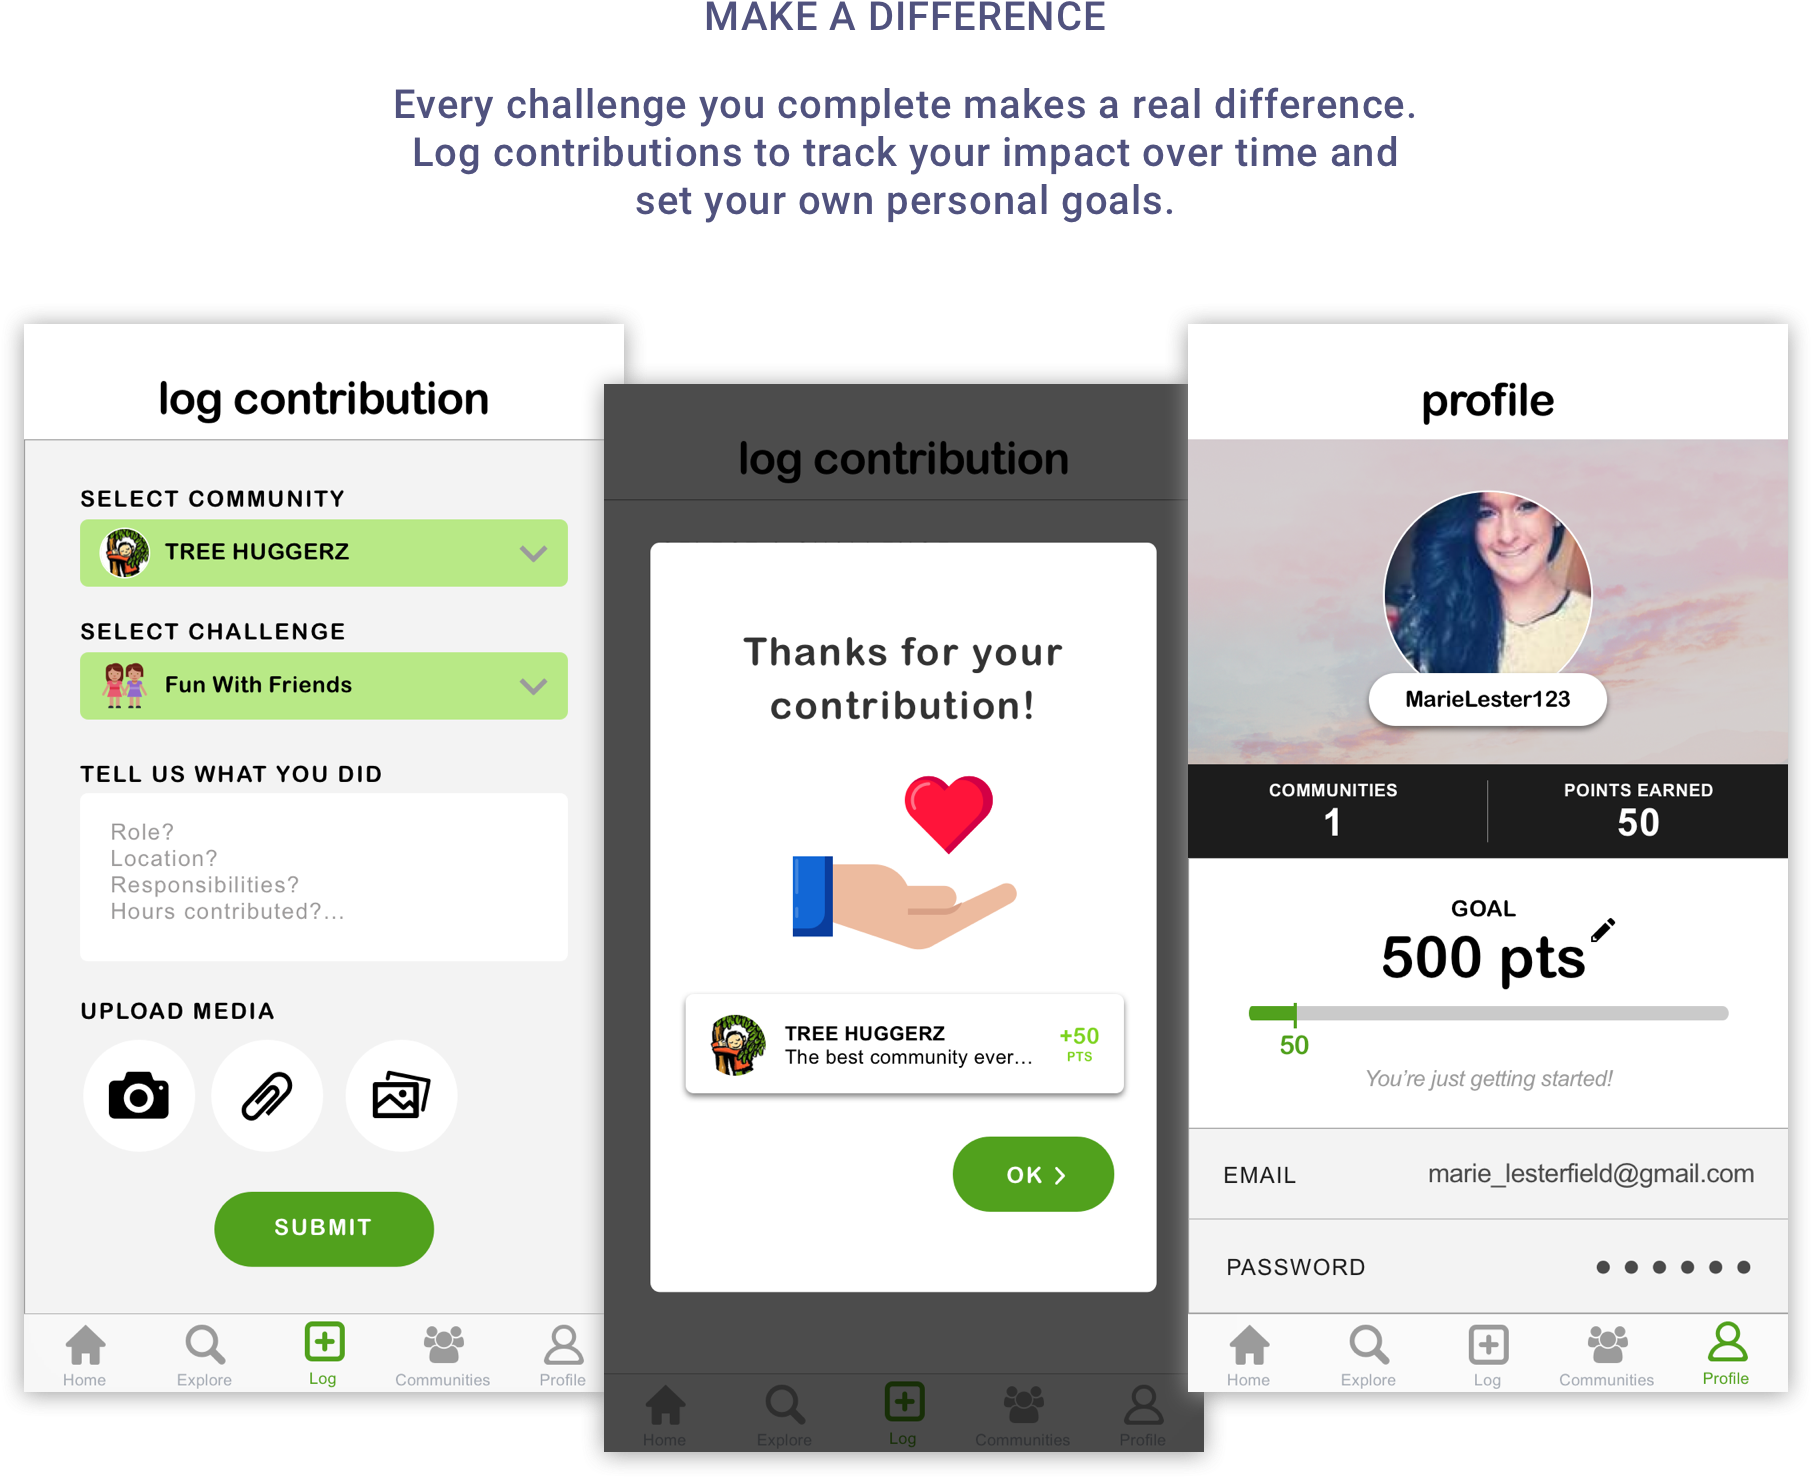 MAKE A DIFFERENCE
Every challenge you complete makes a real difference.
Log contributions to track your impact over time and
set your own personal goals.
log contribution
SELECT COMMUNITY
TREE HUGGERZ
SELECT CHALLENGE
Fun With Friends
TELL US WHAT YOU DID
Role?
Location?
Responsibilities?
Hours contributed?...
UPLOAD MEDIA
SUBMIT
Home Explore Log Communities Profile
log contribution
Thanks for your
contribution!
TREE HUGGERZ
The best community ever...
+50
PTS
OK >
Home Explore Log Communities Profile
profile
MarieLester123
COMMUNITIES
1
POINTS EARNED
50
GOAL
500 pts
50
You're just getting started!
EMAIL marie_lesterfield@gmail.com
PASSWORD ● ● ● ● ● ●
Home Explore Log Communities Profile